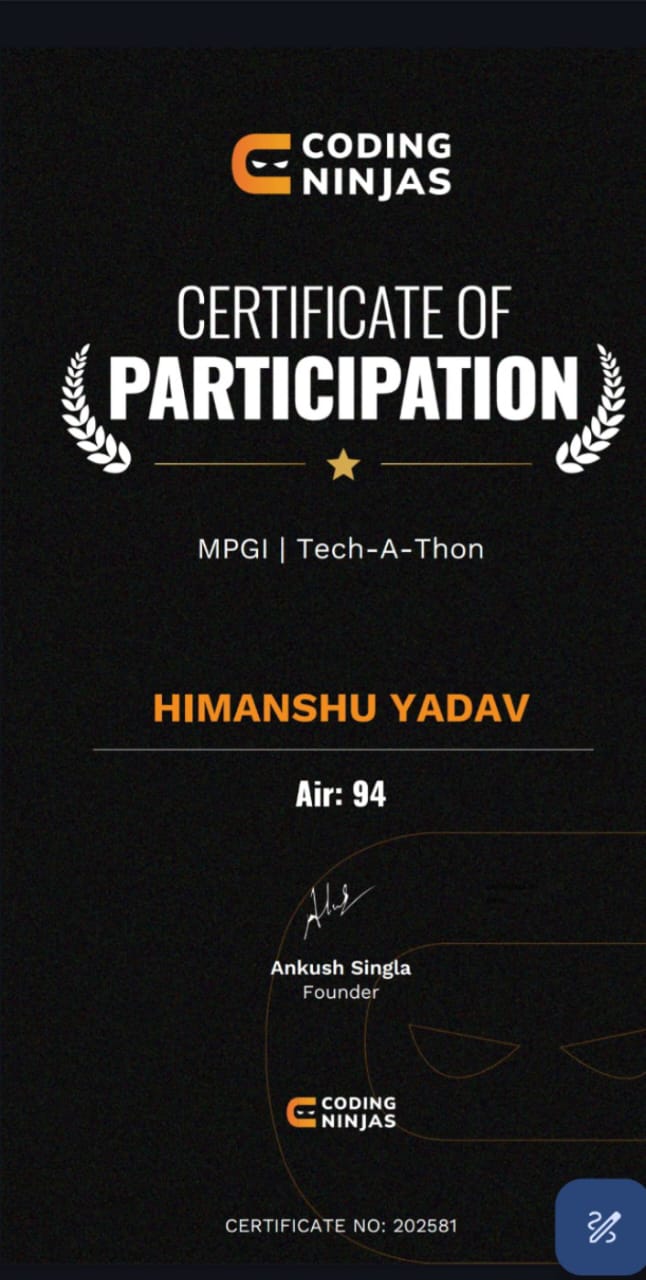 CODING
NINJAS
CERTIFICATE OF
PARTICIPATION
MPGI | Tech-A-Thon
HIMANSHU YADAV
Air: 94
Ankush Singla
Founder
CODING
NINJAS
CERTIFICATE NO: 202581